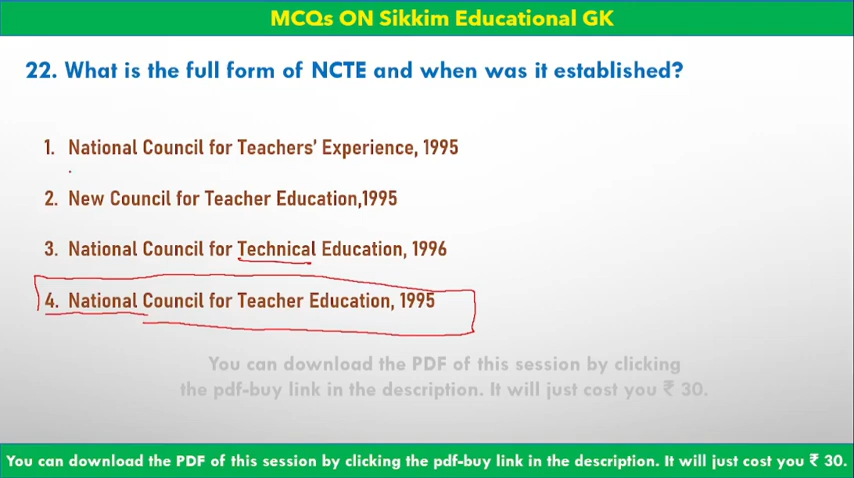 MCQs ON Sikkim Educational GK
22. What is the full form of NCTE and when was it established?
1. National Council for Teachers' Experience, 1995
2. New Council for Teacher Education,1995
3. National Council for Technical Education, 1996
4. National Council for Teacher Education, 1995
You can download the PDF of this session by clicking
the pdf-buy link in the description. It will just cost you ₹ 30.
You can download the PDF of this session by clicking the pdf-buy link in the description. It will just cost you ₹ 30.